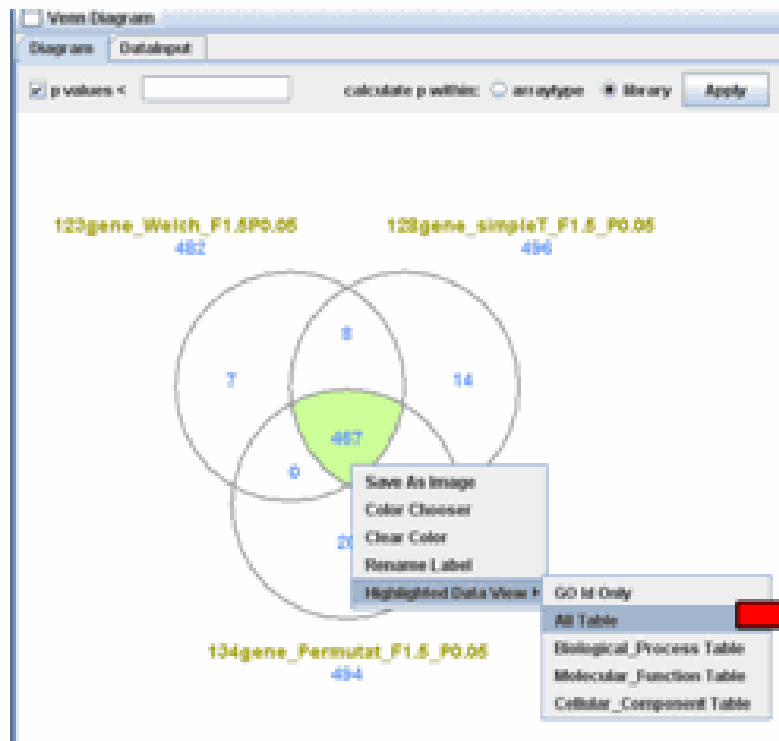 Venn Diagram
Diagram DataInput
p values < calculate p within: arraytype library Apply
123gene_Welch_F1.5P0.05 128gene_simpleT_F1.5_P0.05
482 496
8
7 14
467
0
Save As Image
Color Chooser
Clear Color
Rename Label
Highlighted Data View
GO Id Only
All Table
Biological_Process Table
Molecular_Function Table
Cellular_Component Table
134gene_Permutat_F1.5_P0.05
494